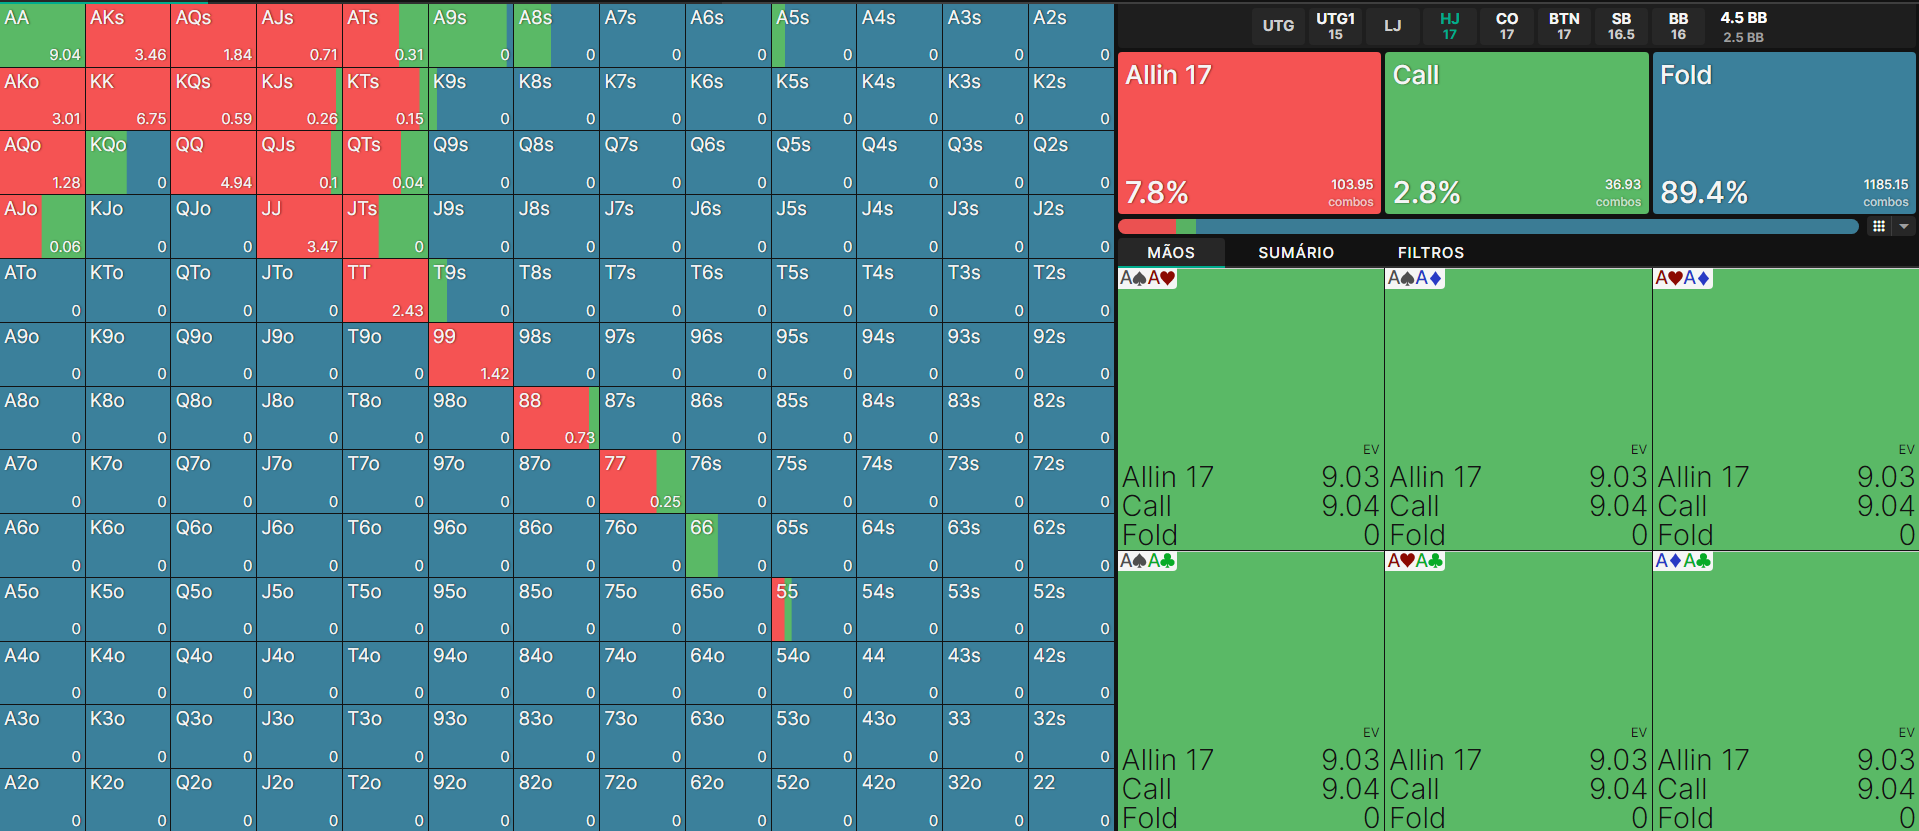 AA AKs AQs AJs ATs A9s A8s A7s A6s A5s A4s A3s A2s
9.04 3.46 1.84 0.71 0.31 0 0 0 0 0 0 0 0
AKo KK KQs KJs KTs K9s K8s K7s K6s K5s K4s K3s K2s
3.01 6.75 0.59 0.26 0.15 0 0 0 0 0 0 0 0
AQo KQo QQ QJs QTs Q9s Q8s Q7s Q6s Q5s Q4s Q3s Q2s
1.28 0 4.94 0.1 0.04 0 0 0 0 0 0 0 0
AJo KJo QJo JJ JTs J9s J8s J7s J6s J5s J4s J3s J2s
0.06 0 0 3.47 0 0 0 0 0 0 0 0 0
ATo KTo QTo JTo TT T9s T8s T7s T6s T5s T4s T3s T2s
0 0 0 0 2.43 0 0 0 0 0 0 0 0
A9o K9o Q9o J9o T9o 99 98s 97s 96s 95s 94s 93s 92s
0 0 0 0 0 1.42 0 0 0 0 0 0 0
A8o K8o Q8o J8o T8o 98o 88 87s 86s 85s 84s 83s 82s
0 0 0 0 0 0 0.73 0 0 0 0 0 0
A7o K7o Q7o J7o T7o 97o 87o 77 76s 75s 74s 73s 72s
0 0 0 0 0 0 0 0.25 0 0 0 0 0
A6o K6o Q6o J6o T6o 96o 86o 76o 66 65s 64s 63s 62s
0 0 0 0 0 0 0 0 0 0 0 0 0
A5o K5o Q5o J5o T5o 95o 85o 75o 65o 55 54s 53s 52s
0 0 0 0 0 0 0 0 0 0 0 0 0
A4o K4o Q4o J4o T4o 94o 84o 74o 64o 54o 44 43s 42s
0 0 0 0 0 0 0 0 0 0 0 0 0
A3o K3o Q3o J3o T3o 93o 83o 73o 63o 53o 43o 33 32s
0 0 0 0 0 0 0 0 0 0 0 0 0
A2o K2o Q2o J2o T2o 92o 82o 72o 62o 52o 42o 32o 22
0 0 0 0 0 0 0 0 0 0 0 0 0
UTG UTG1 LJ HJ CO BTN SB BB 4.5 BB
15 17 17 17 16.5 16 2.5 BB
Allin 17 Call Fold
7.8% 103.95 combos 2.8% 36.93 combos 89.4% 1185.15 combos
MÃOS SUMÁRIO FILTROS
A♠A♥ A♠A♦ A♥A♦
EV EV EV
Allin 17 9.03 Allin 17 9.03 Allin 17 9.03
Call 9.04 Call 9.04 Call 9.04
Fold 0 Fold 0 Fold 0
A♠A♣ A♥A♣ A♦A♣
EV EV EV
Allin 17 9.03 Allin 17 9.03 Allin 17 9.03
Call 9.04 Call 9.04 Call 9.04
Fold 0 Fold 0 Fold 0